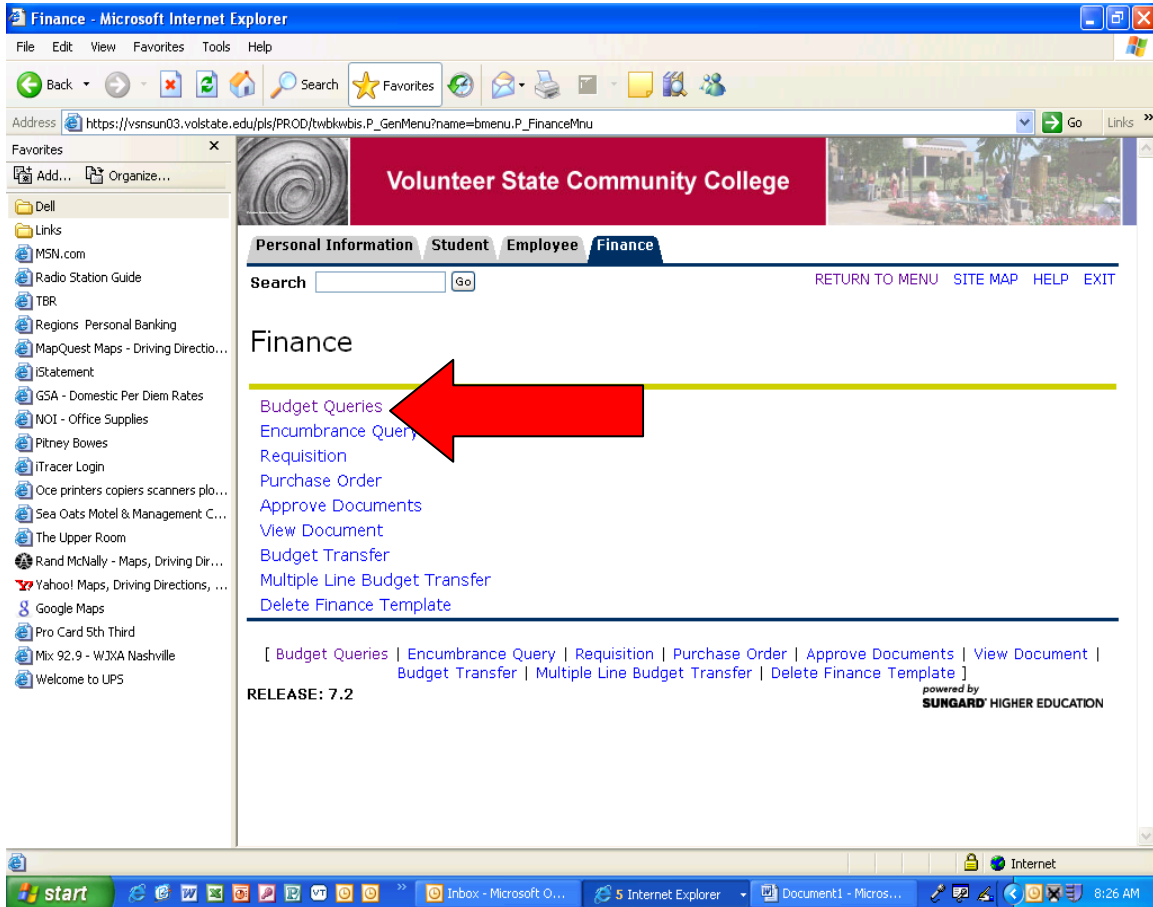 Finance - Microsoft Internet Explorer
File Edit View Favorites Tools Help
Back Search Favorites
Address https://vsnsun03.volstate.edu/pls/PROD/twbkwbis.P_GenMenu?name=bmenu.P_FinanceMnu Go Links »
Favorites x
Add... Organize...
Dell
Links
MSN.com
Radio Station Guide
TBR
Regions Personal Banking
MapQuest Maps - Driving Directio...
iStatement
GSA - Domestic Per Diem Rates
NOI - Office Supplies
Pitney Bowes
iTracer Login
Oce printers copiers scanners plo...
Sea Oats Motel & Management C...
The Upper Room
Rand McNally - Maps, Driving Dir...
Yahoo! Maps, Driving Directions, ...
Google Maps
Pro Card 5th Third
Mix 92.9 - WJXA Nashville
Welcome to UPS
Volunteer State Community College
Personal Information Student Employee Finance
Search Go RETURN TO MENU SITE MAP HELP EXIT
Finance
Budget Queries
Encumbrance Query
Requisition
Purchase Order
Approve Documents
View Document
Budget Transfer
Multiple Line Budget Transfer
Delete Finance Template
[ Budget Queries | Encumbrance Query | Requisition | Purchase Order | Approve Documents | View Document |
Budget Transfer | Multiple Line Budget Transfer | Delete Finance Template ]
RELEASE: 7.2
powered by
SUNGARD® HIGHER EDUCATION
Internet
start » Inbox - Microsoft O... 5 Internet Explorer Document1 - Micros... 8:26 AM